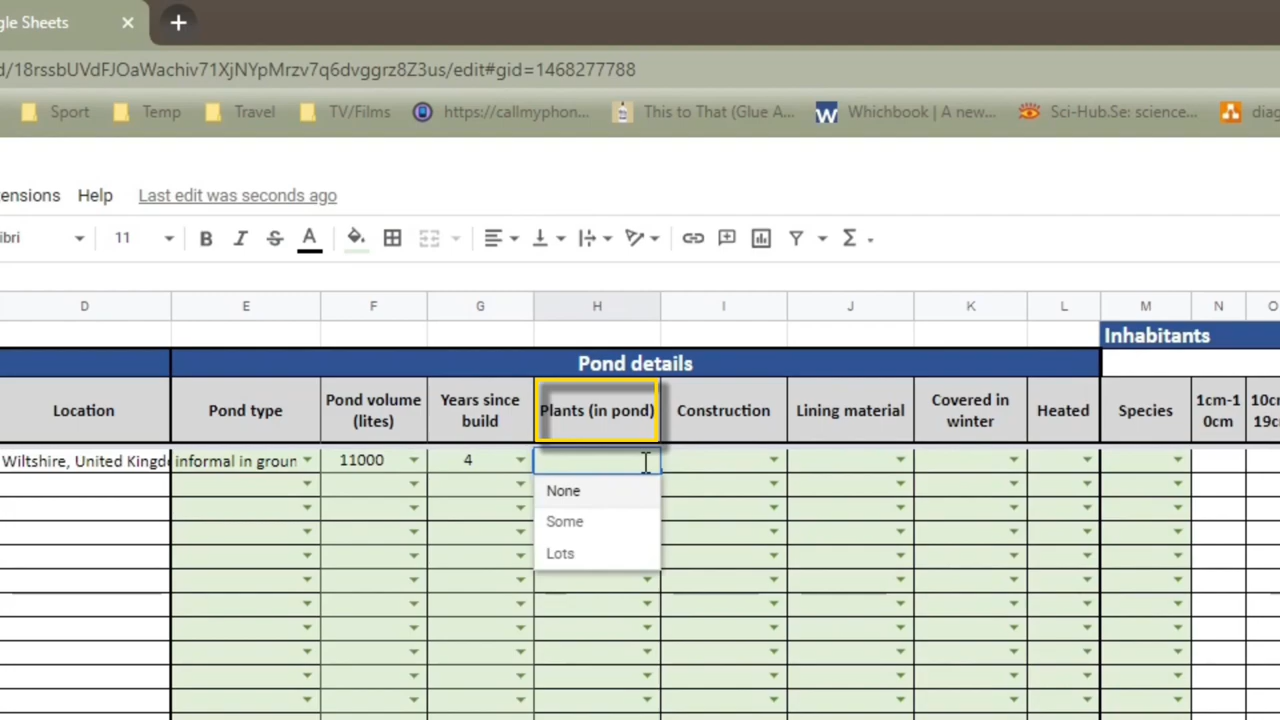 gle Sheets
d/18rssbUVdFJOaWachiv71XjNYpMrzv7q6dvggrz8Z3us/edit#gid=1468277788
Sport Temp Travel TV/Films https://callmyphon... This to That (Glue A... Whichbook | A new... Sci-Hub.Se: science... diag
ensions Help Last edit was seconds ago
ibri 11 B I S A
D E F G H I J K L M N O
Inhabitants
Pond details
Location Pond type Pond volume (lites) Years since build Plants (in pond) Construction Lining material Covered in winter Heated Species 1cm-10cm 10cm 19cm
Wiltshire, United Kingdo informal in groun 11000 4
None
Some
Lots